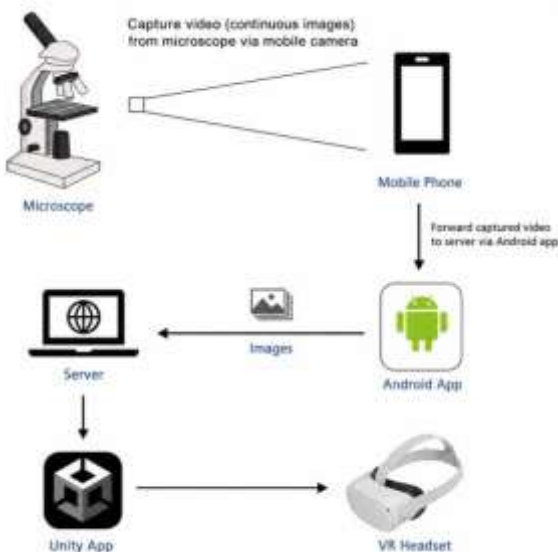 Capture video (continuous images)
from microscope via mobile camera
Microscope
Mobile Phone
Forward captured video
to server via Android app
Images
Server
Android App
Unity App
VR Headset